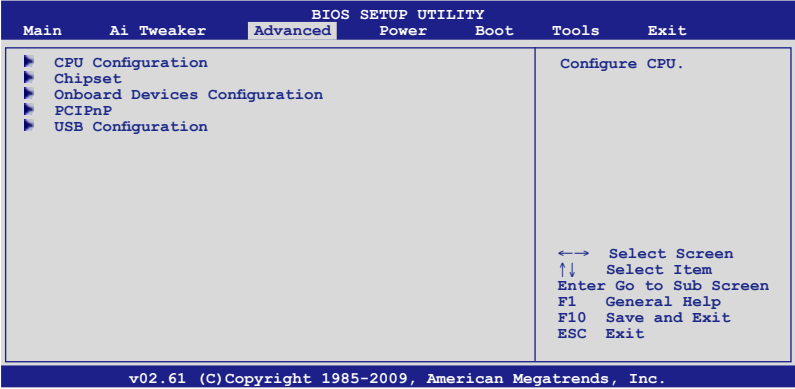 BIOS SETUP UTILITY
Main Ai Tweaker Advanced Power Boot Tools Exit
CPU Configuration
Chipset
Onboard Devices Configuration
PCIPnP
USB Configuration
Configure CPU.
←→ Select Screen
↑↓ Select Item
Enter Go to Sub Screen
F1 General Help
F10 Save and Exit
ESC Exit
v02.61 (C)Copyright 1985-2009, American Megatrends, Inc.